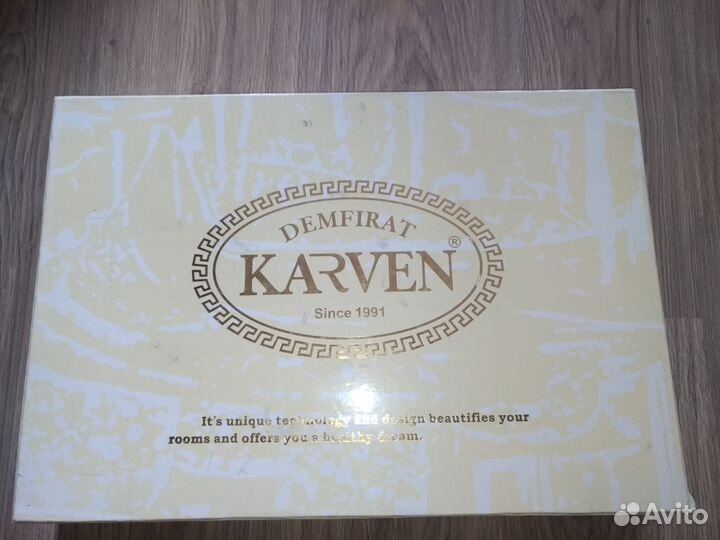 DEMFIRAT
KARVEN®
Since 1991
It's unique technology and design beautifies your
rooms and offers you a healthy dream.
Avito